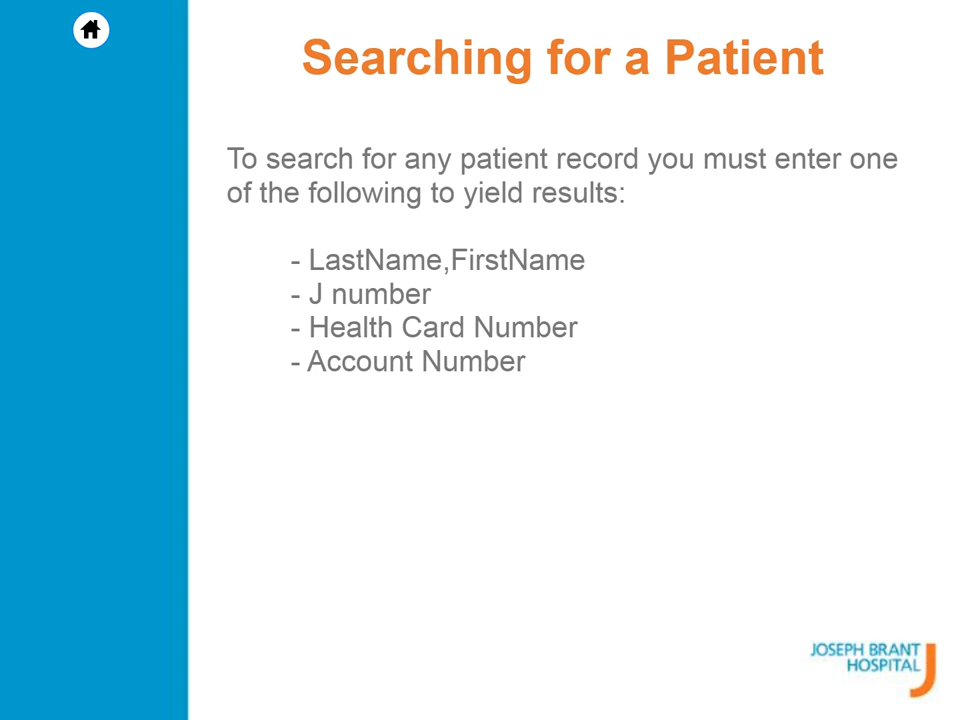 Searching for a Patient
To search for any patient record you must enter one
of the following to yield results:
- LastName,FirstName
- J number
- Health Card Number
- Account Number
JOSEPH BRANT
HOSPITAL